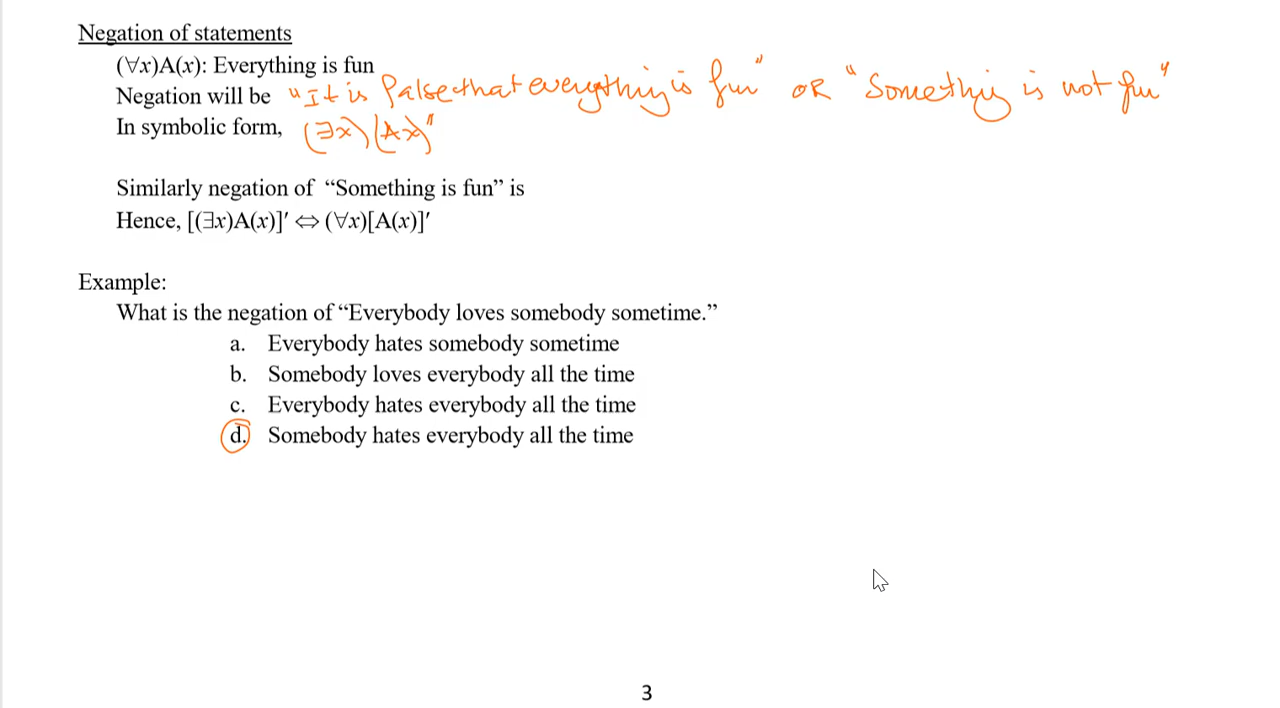 Negation of statements
(∀x)A(x): Everything is fun
Negation will be "It is false that everything is fun" OR "Something is not fun"
In symbolic form, (∃x)(Ax)"
Similarly negation of “Something is fun” is
Hence, [(∃x)A(x)]′ ⇔ (∀x)[A(x)]′
Example:
What is the negation of “Everybody loves somebody sometime.”
a. Everybody hates somebody sometime
b. Somebody loves everybody all the time
c. Everybody hates everybody all the time
d. Somebody hates everybody all the time
3